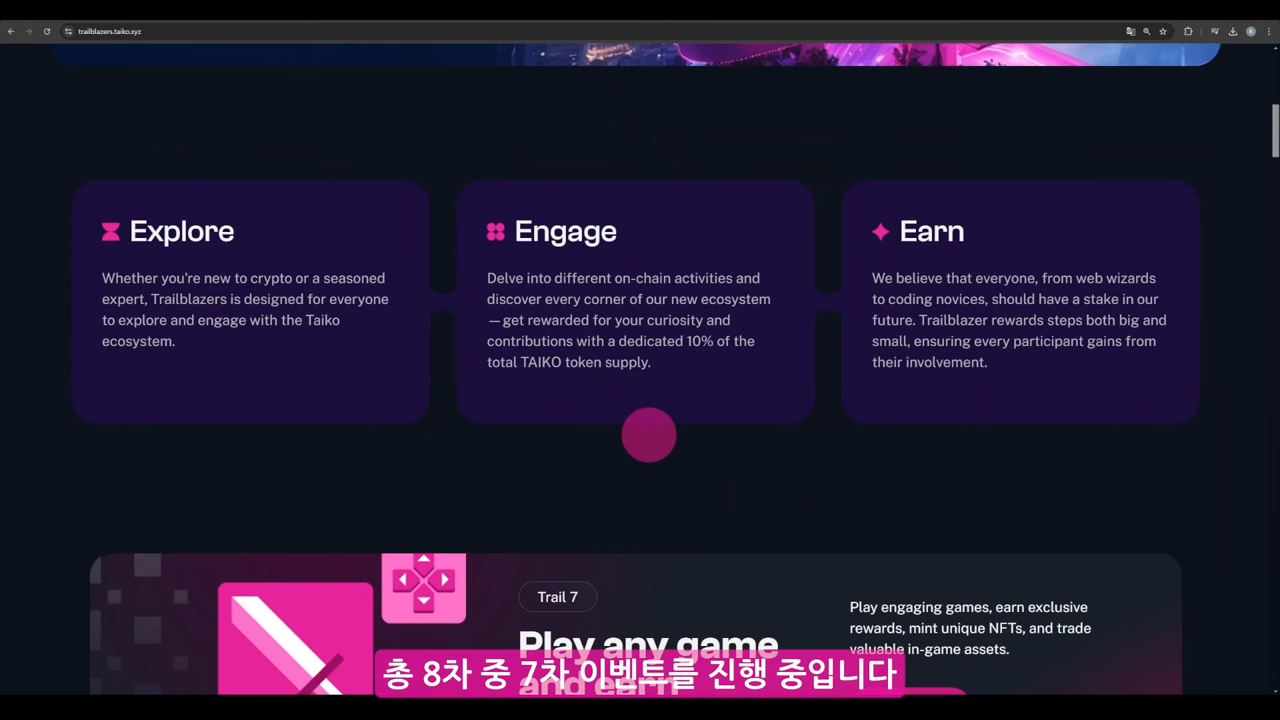 trailblazers.taiko.xyz
Explore
Whether you're new to crypto or a seasoned
expert, Trailblazers is designed for everyone
to explore and engage with the Taiko
ecosystem.
Engage
Delve into different on-chain activities and
discover every corner of our new ecosystem
—get rewarded for your curiosity and
contributions with a dedicated 10% of the
total TAIKO token supply.
Earn
We believe that everyone, from web wizards
to coding novices, should have a stake in our
future. Trailblazer rewards steps both big and
small, ensuring every participant gains from
their involvement.
Trail 7
Play any game
and earn
Play engaging games, earn exclusive
rewards, mint unique NFTs, and trade
valuable in-game assets.
총 8차 중 7차 이벤트를 진행 중입니다